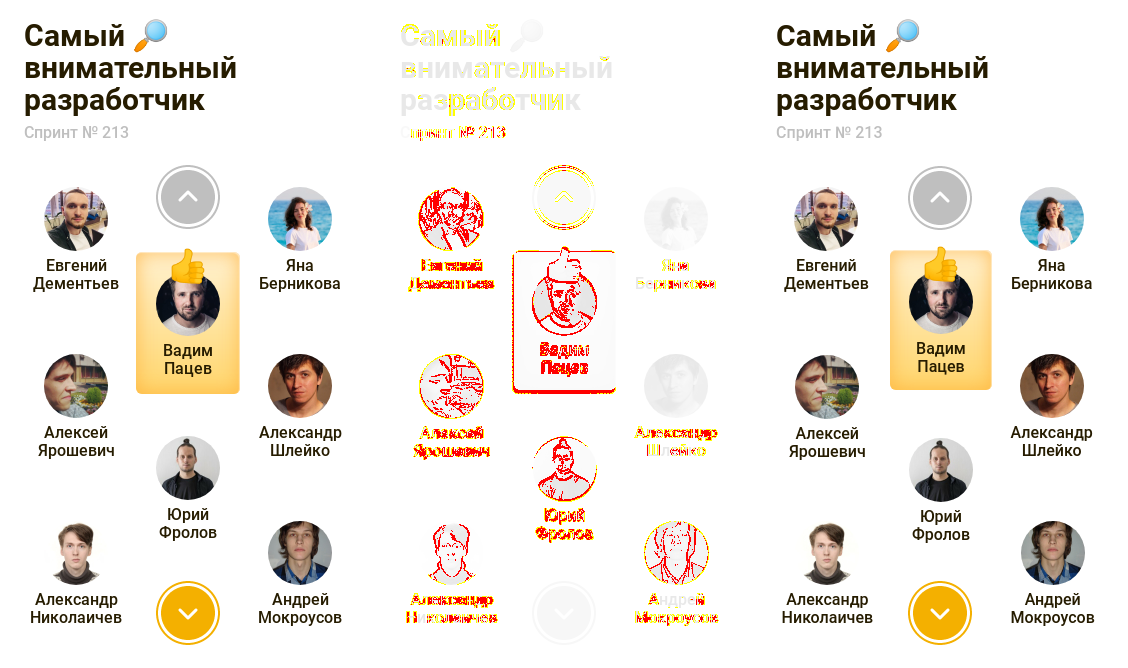 Самый 🔎
внимательный
разработчик
Спринт № 213
Евгений
Дементьев
Яна
Берникова
Вадим
Пацев
Алексей
Ярошевич
Александр
Шлейко
Юрий
Фролов
Александр
Николаичев
Андрей
Мокроусов
Самый 🔎
внимательный
разработчик
Спринт № 213
Евгений
Дементьев
Яна
Берникова
Вадим
Пацев
Алексей
Ярошевич
Александр
Шлейко
Юрий
Фролов
Александр
Николаичев
Андрей
Мокроусов
Самый 🔎
внимательный
разработчик
Спринт № 213
Евгений
Дементьев
Яна
Берникова
Вадим
Пацев
Алексей
Ярошевич
Александр
Шлейко
Юрий
Фролов
Александр
Николаичев
Андрей
Мокроусов